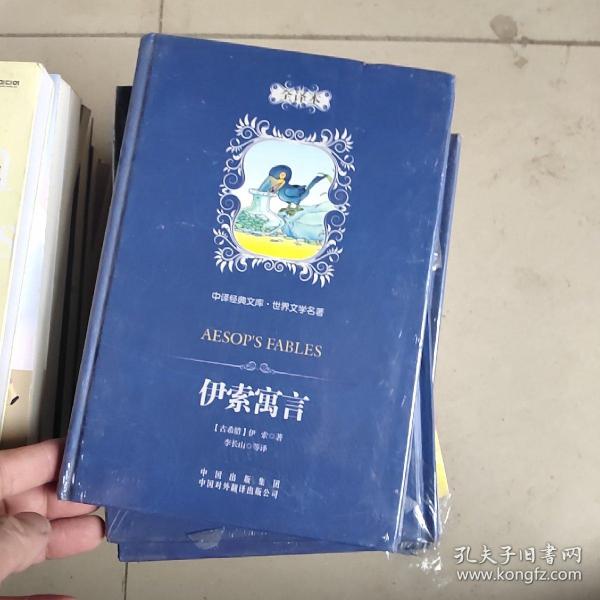 全译本
中译经典文库·世界文学名著
AESOP'S FABLES
伊索寓言
[古希腊]伊 索◎著
李长山◎等译
中国出版集团
中国对外翻译出版公司
孔夫子旧书网
www.kongfz.com